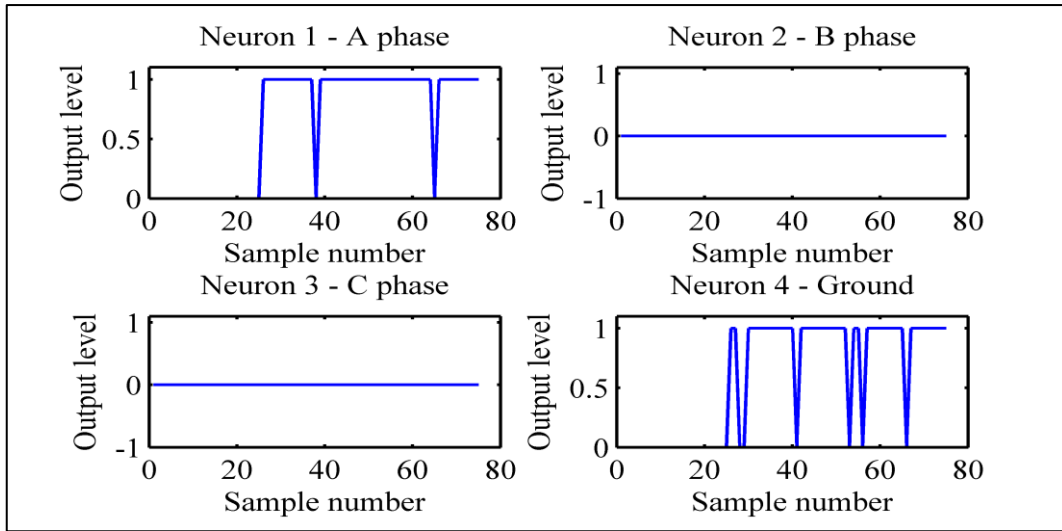 Neuron 1 - A phase
Output level
1
0.5
0
0 20 40 60 80
Sample number
Neuron 2 - B phase
Output level
1
0
-1
0 20 40 60 80
Sample number
Neuron 3 - C phase
Output level
1
0
-1
0 20 40 60 80
Sample number
Neuron 4 - Ground
Output level
1
0.5
0
0 20 40 60 80
Sample number